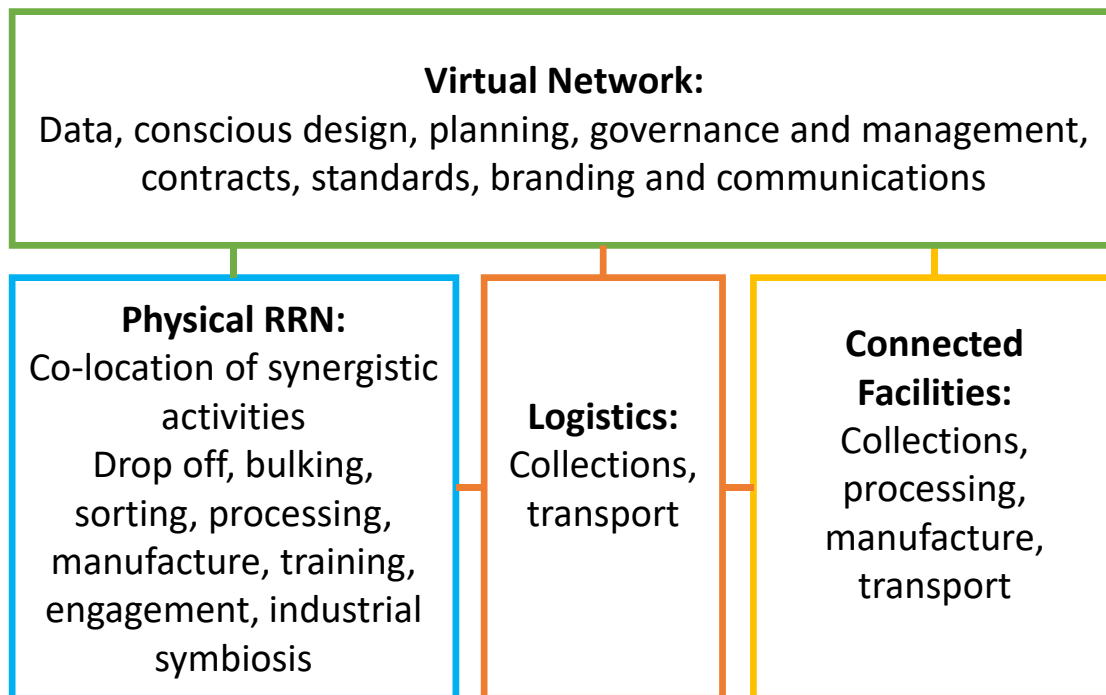 Virtual Network:
Data, conscious design, planning, governance and management,
contracts, standards, branding and communications
Physical RRN:
Co-location of synergistic
activities
Drop off, bulking,
sorting, processing,
manufacture, training,
engagement, industrial
symbiosis
Logistics:
Collections,
transport
Connected
Facilities:
Collections,
processing,
manufacture,
transport